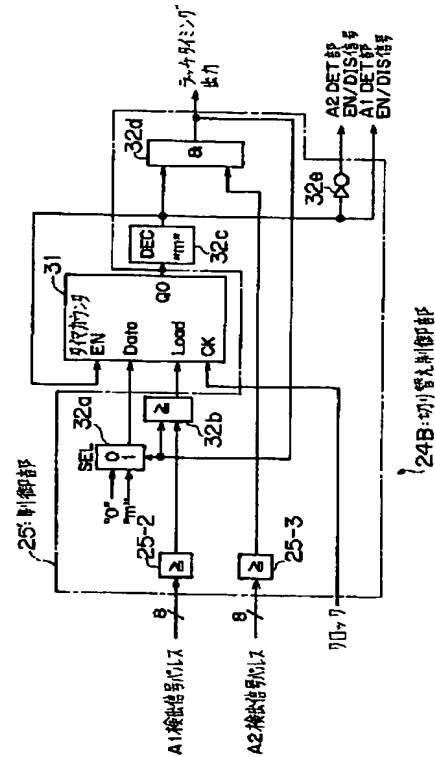 24B:切り替え制御部
25':制御部
A1検出信号パルス
8
25-2
≥
A2検出信号パルス
8
25-3
≥
クロック
"0"
"m"
SEL
0
1
32a
≥
32b
31
タイマカウンタ
EN
Data
Load
CK
Q0
DEC
"m"
32c
32d
&
ラッチタイミング
出力
32e
A2 DET部
EN/DIS信号
A1 DET部
EN/DIS信号